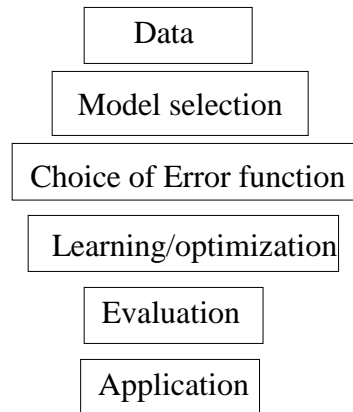 Data
Model selection
Choice of Error function
Learning/optimization
Evaluation
Application